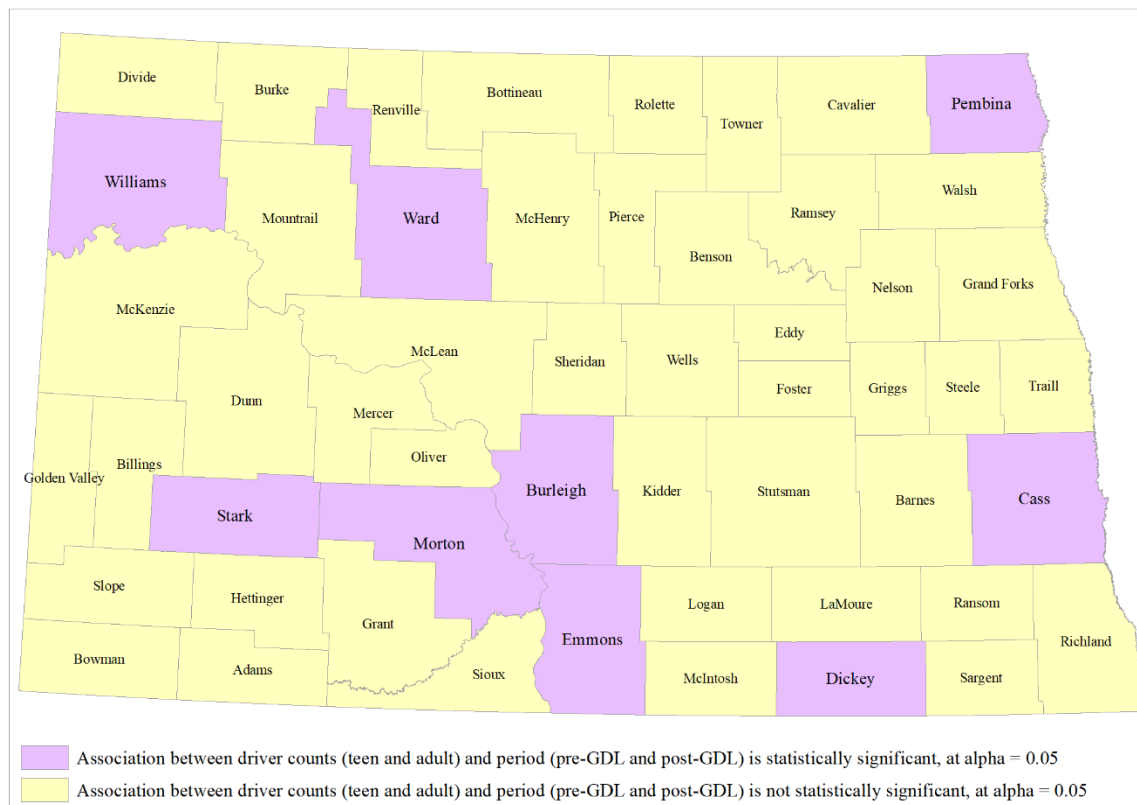 Divide
Burke
Renville
Bottineau
Rolette
Towner
Cavalier
Pembina
Williams
Mountrail
Ward
McHenry
Pierce
Benson
Ramsey
Walsh
Nelson
Grand Forks
McKenzie
Dunn
McLean
Mercer
Oliver
Sheridan
Wells
Eddy
Foster
Griggs
Steele
Traill
Golden Valley
Billings
Stark
Morton
Burleigh
Kidder
Stutsman
Barnes
Cass
Slope
Hettinger
Grant
Bowman
Adams
Sioux
Emmons
Logan
LaMoure
Ransom
Richland
McIntosh
Dickey
Sargent
Association between driver counts (teen and adult) and period (pre-GDL and post-GDL) is statistically significant, at alpha = 0.05
Association between driver counts (teen and adult) and period (pre-GDL and post-GDL) is not statistically significant, at alpha = 0.05